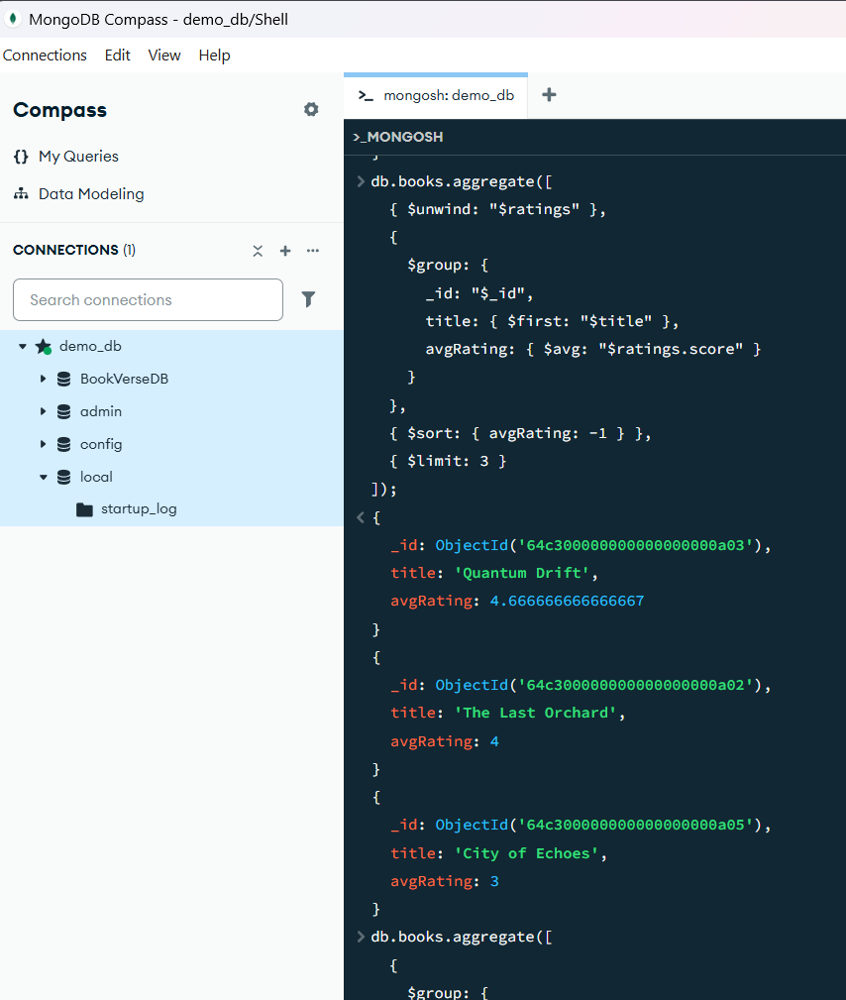 MongoDB Compass - demo_db/Shell
Connections Edit View Help
Compass
{} My Queries
Data Modeling
CONNECTIONS (1)
Search connections
demo_db
BookVerseDB
admin
config
local
startup_log
>_ mongosh: demo_db
>_MONGOSH
}
> db.books.aggregate([
{ $unwind: "$ratings" },
{
$group: {
_id: "$_id",
title: { $first: "$title" },
avgRating: { $avg: "$ratings.score" }
}
},
{ $sort: { avgRating: -1 } },
{ $limit: 3 }
]);
< {
_id: ObjectId('64c300000000000000000a03'),
title: 'Quantum Drift',
avgRating: 4.666666666666667
}
{
_id: ObjectId('64c300000000000000000a02'),
title: 'The Last Orchard',
avgRating: 4
}
{
_id: ObjectId('64c300000000000000000a05'),
title: 'City of Echoes',
avgRating: 3
}
> db.books.aggregate([
{
$group: {